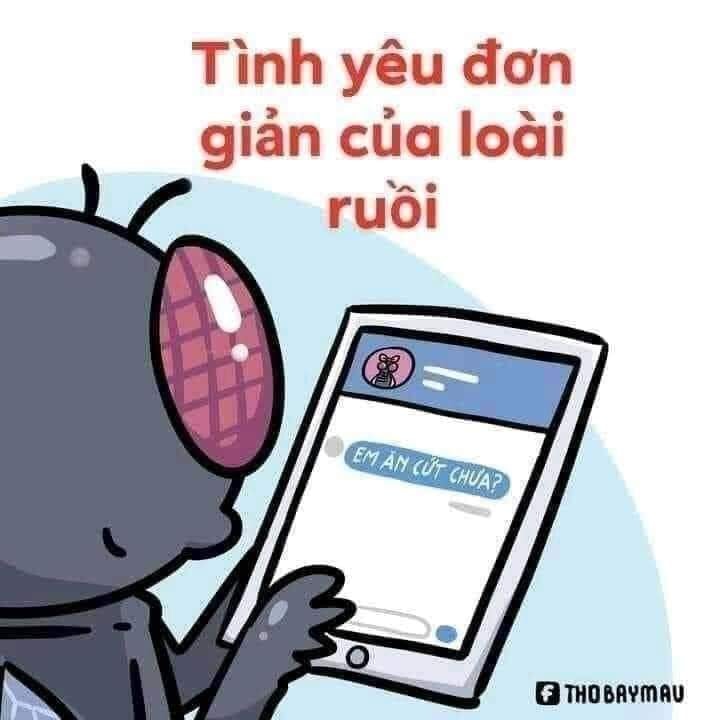 Tình yêu đơn
giản của loài
ruồi
EM ĂN CỨT CHƯA?
THOBAYMAU